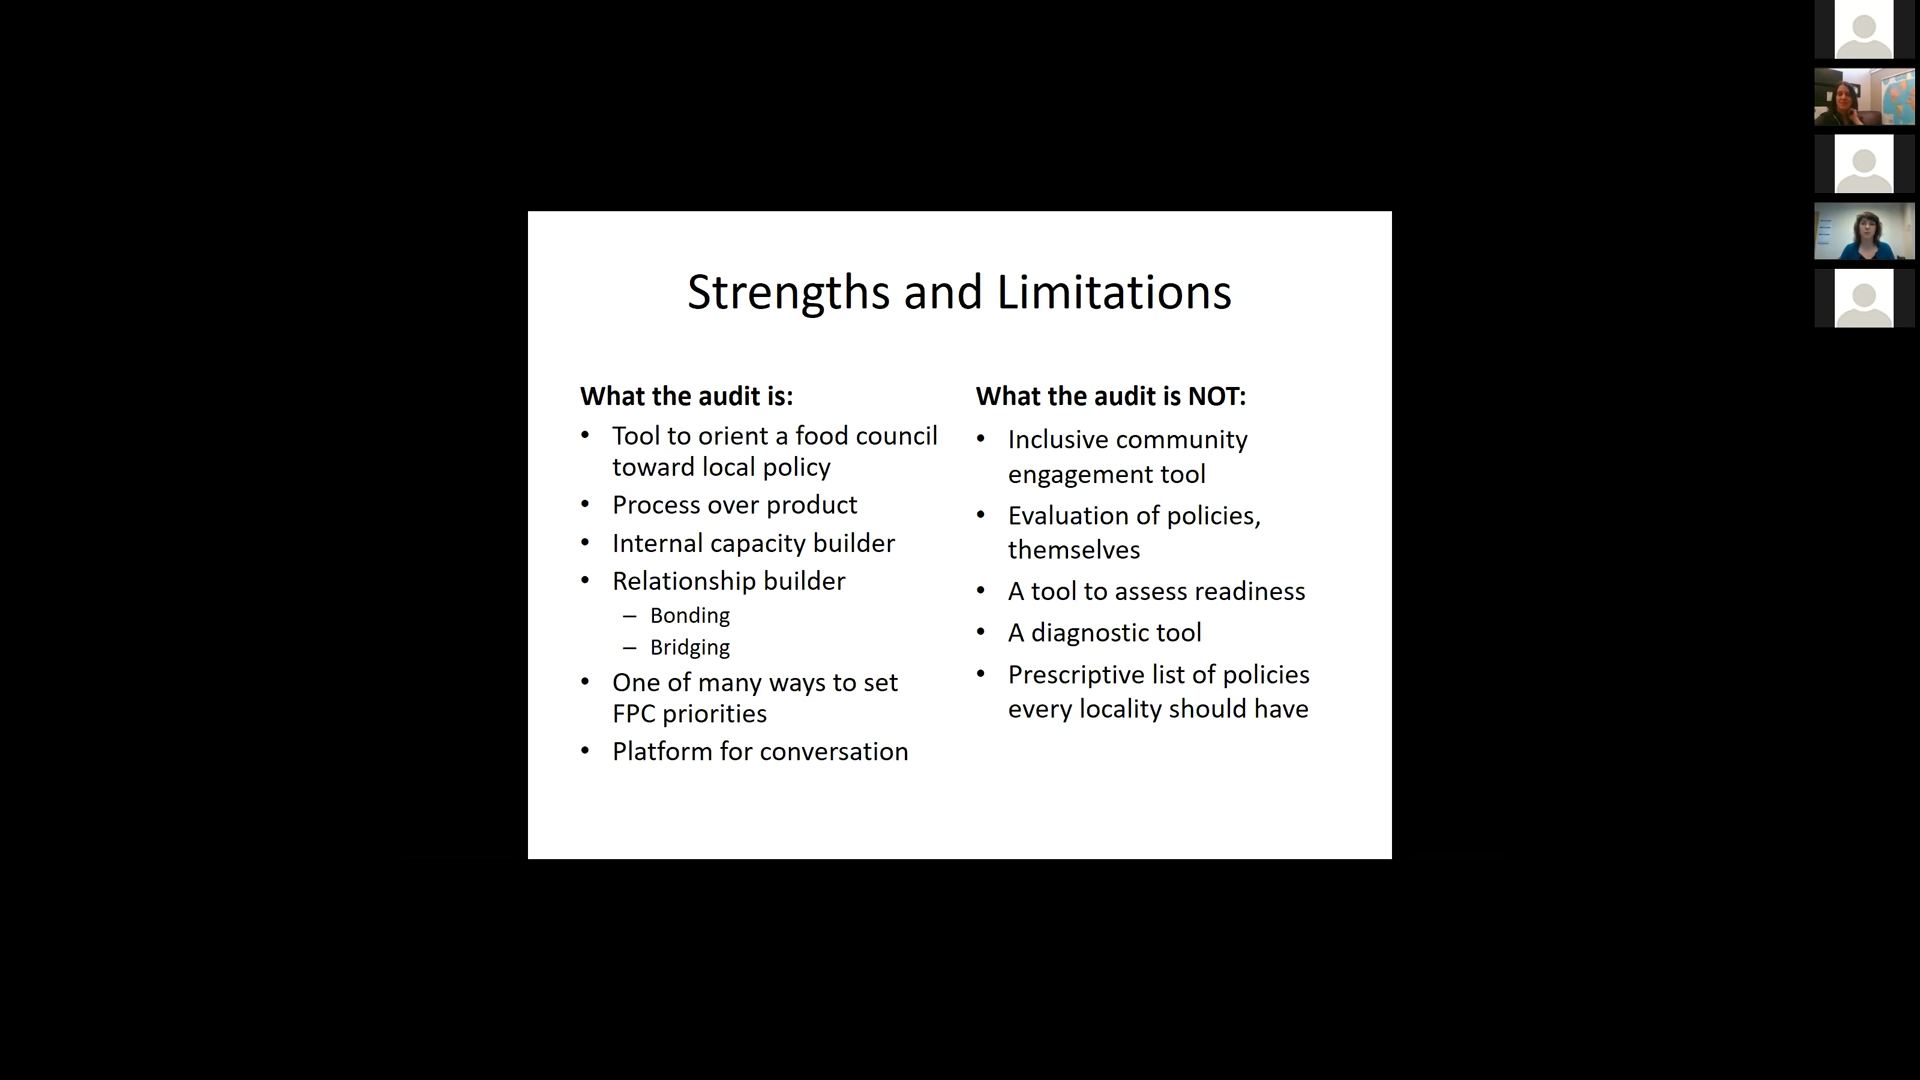 Strengths and Limitations
What the audit is:
• Tool to orient a food council
toward local policy
• Process over product
• Internal capacity builder
• Relationship builder
– Bonding
– Bridging
• One of many ways to set
FPC priorities
• Platform for conversation
What the audit is NOT:
• Inclusive community
engagement tool
• Evaluation of policies,
themselves
• A tool to assess readiness
• A diagnostic tool
• Prescriptive list of policies
every locality should have